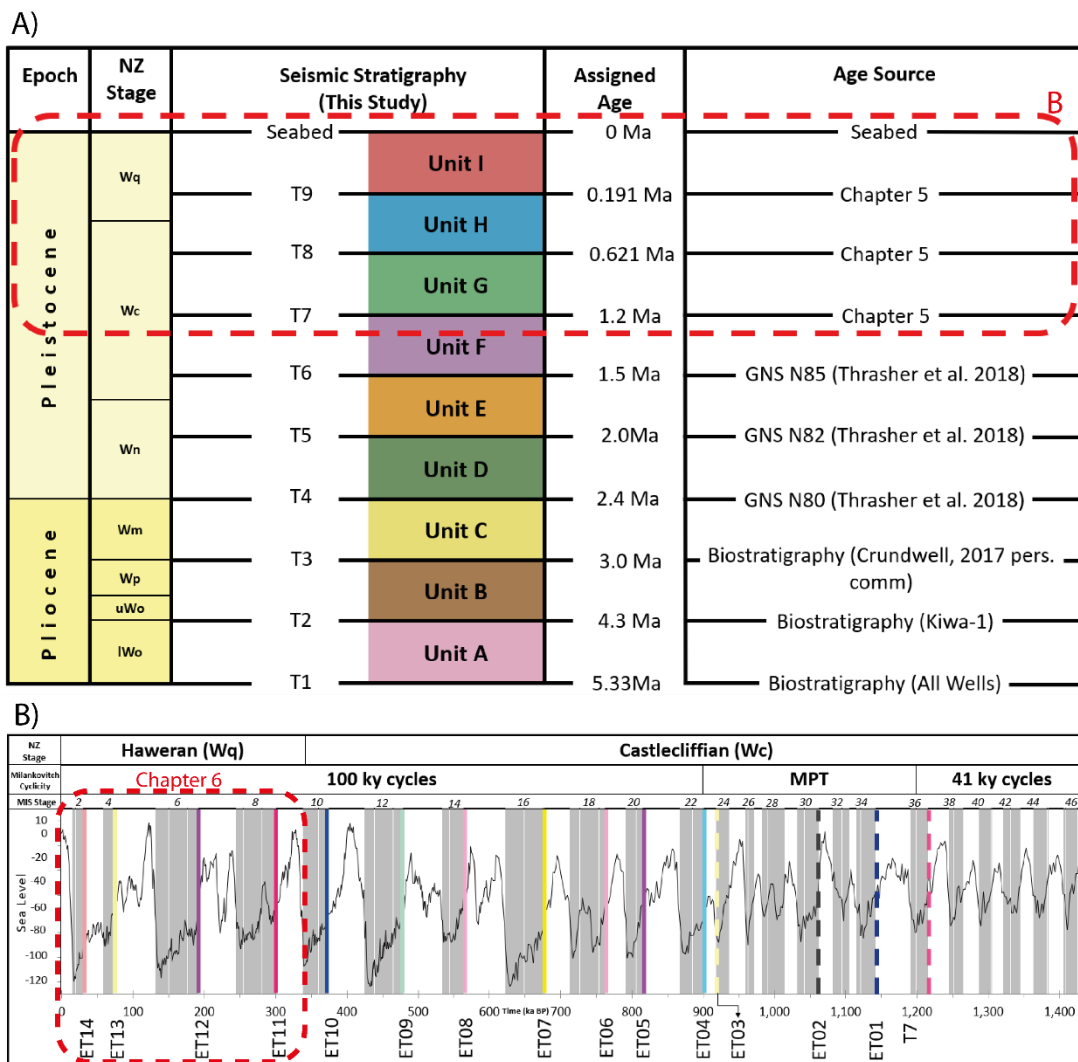 A)
Epoch
NZ
Stage
Seismic Stratigraphy
(This Study)
Assigned
Age
Age Source
B
Seabed
0 Ma
Seabed
Pleistocene
Wq
Unit I
T9
0.191 Ma
Chapter 5
Unit H
T8
0.621 Ma
Chapter 5
Wc
Unit G
T7
1.2 Ma
Chapter 5
Unit F
T6
1.5 Ma
GNS N85 (Thrasher et al. 2018)
Unit E
T5
2.0Ma
GNS N82 (Thrasher et al. 2018)
Wn
Unit D
T4
2.4 Ma
GNS N80 (Thrasher et al. 2018)
Pliocene
Wm
Unit C
T3
3.0 Ma
Biostratigraphy (Crundwell, 2017 pers.
comm)
Wp
Unit B
uWo
T2
4.3 Ma
Biostratigraphy (Kiwa-1)
lWo
Unit A
T1
5.33Ma
Biostratigraphy (All Wells)
B)
NZ
Stage
Haweran (Wq)
Castlecliffian (Wc)
Milankovitch
Cyclicity
Chapter 6
100 ky cycles
MPT
41 ky cycles
MIS Stage
2 4 6 8 10 12 14 16 18 20 22 24 26 28 30 32 34 36 38 40 42 44 46
Sea Level
10
0
-20
-40
-60
-80
-100
-120
0 100 200 300 400 500 600 Time (ka BP) 700 800 900 1,000 1,100 1,200 1,300 1,400
ET14 ET13 ET12 ET11 ET10 ET09 ET08 ET07 ET06 ET05 ET04 ET03 ET02 ET01 T7